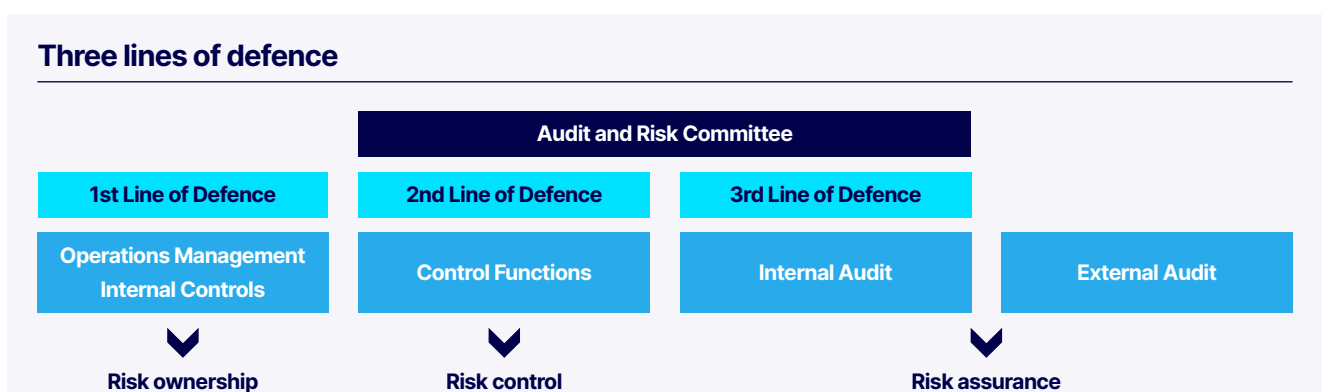 Three lines of defence
Audit and Risk Committee
1st Line of Defence
2nd Line of Defence
3rd Line of Defence
Operations Management
Internal Controls
Control Functions
Internal Audit
External Audit
Risk ownership
Risk control
Risk assurance